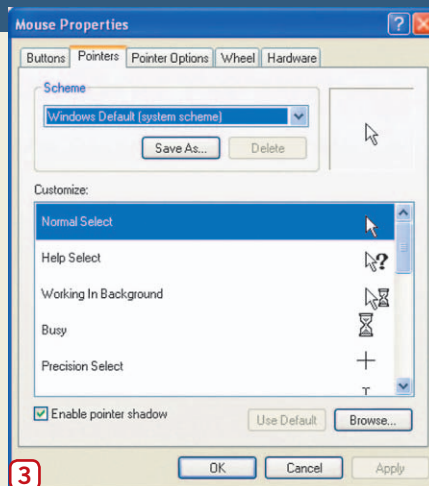 Mouse Properties
Buttons Pointers Pointer Options Wheel Hardware
Scheme
Windows Default (system scheme)
Save As... Delete
Customize:
Normal Select
Help Select
Working In Background
Busy
Precision Select
Enable pointer shadow
Use Default Browse...
OK Cancel Apply
3